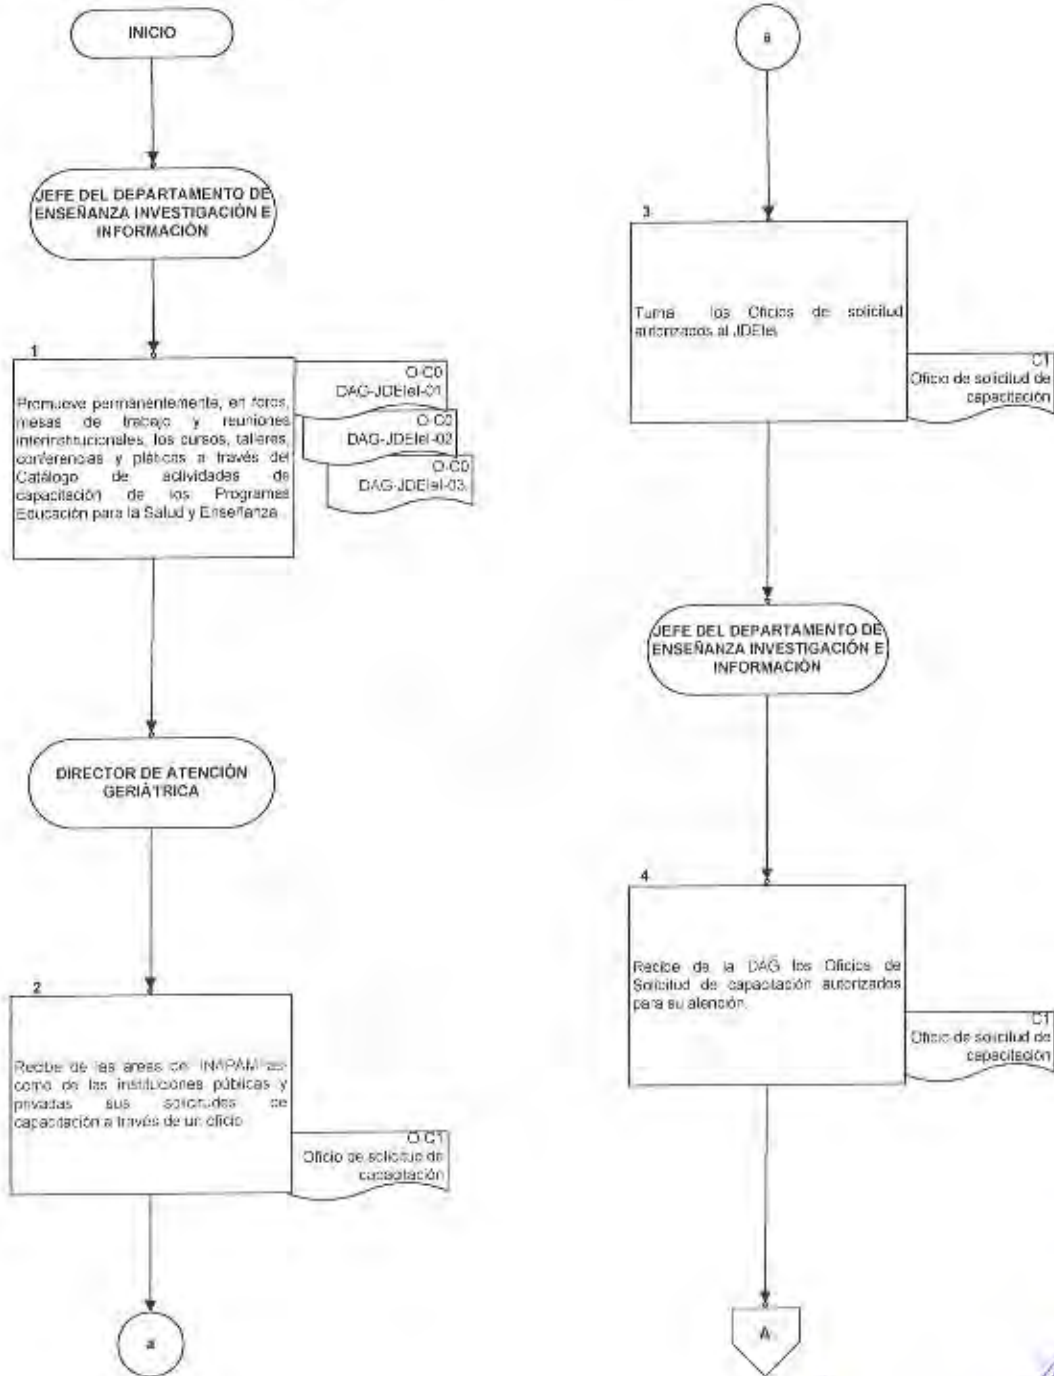 INICIO
JEFE DEL DEPARTAMENTO DE
ENSEÑANZA INVESTIGACIÓN E
INFORMACIÓN
1
Promueve permanentemente, en foros,
mesas de trabajo y reuniones
interinstitucionales, los cursos, talleres,
conferencias y pláticas a través del
Catálogo de actividades de
capacitación de los Programas
Educación para la Salud y Enseñanza
O-C0
DAG-JDEIeI-01
O-C0
DAG-JDEIeI-02
O-C0
DAG-JDEIeI-03
DIRECTOR DE ATENCIÓN
GERIÁTRICA
2
Recibe de las areas del INAPAM así
como de las instituciones públicas y
privadas sus solicitudes de
capacitación a través de un oficio
O-C1
Oficio de solicitud de
capacitación
a
a
3
Turna los Oficios de solicitud
autorizados al JDEIeI
C1
Oficio de solicitud de
capacitación
JEFE DEL DEPARTAMENTO DE
ENSEÑANZA INVESTIGACIÓN E
INFORMACIÓN
4
Recibe de la DAG los Oficios de
Solicitud de capacitación autorizados
para su atención.
C1
Oficio de solicitud de
capacitación
A